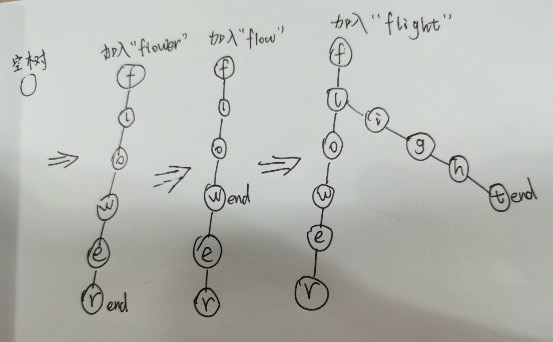 空树
加入“flower”
f
l
o
w
e
r end
加入“flow”
f
l
o
w end
e
r
加入“flight”
f
l i g h t end
o
w
e
r